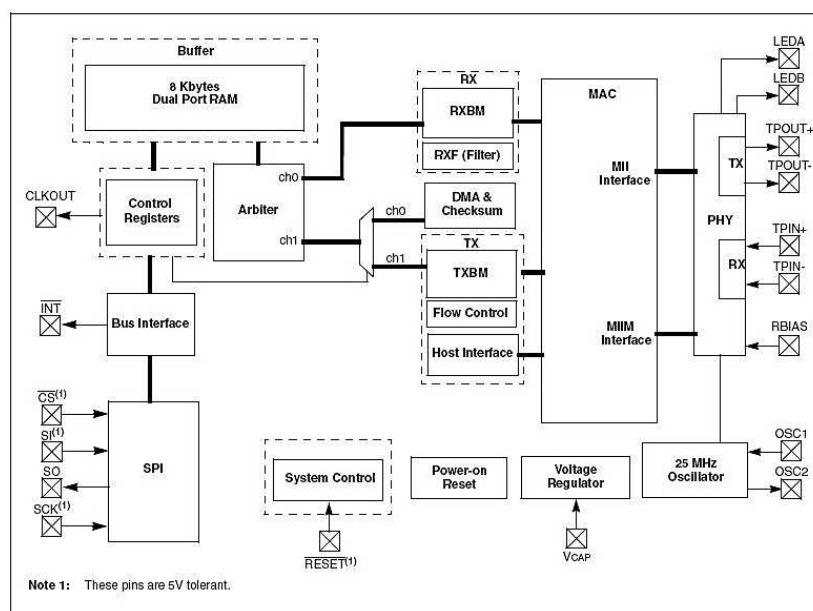 Buffer
8 Kbytes
Dual Port RAM
RX
RXBM
RXF (Filter)
MAC
MII
Interface
MIIM
Interface
LEDA
LEDB
TPOUT+
TPOUT-
TX
PHY
TPIN+
RX
TPIN-
RBIAS
CLKOUT
Control
Registers
Arbiter
ch0
ch1
ch0
ch1
DMA &
Checksum
TX
TXBM
Flow Control
Host Interface
INT
Bus Interface
CS(1)
SI(1)
SO
SCK(1)
SPI
System Control
RESET(1)
Power-on
Reset
Voltage
Regulator
VCAP
25 MHz
Oscillator
OSC1
OSC2
Note 1: These pins are 5V tolerant.